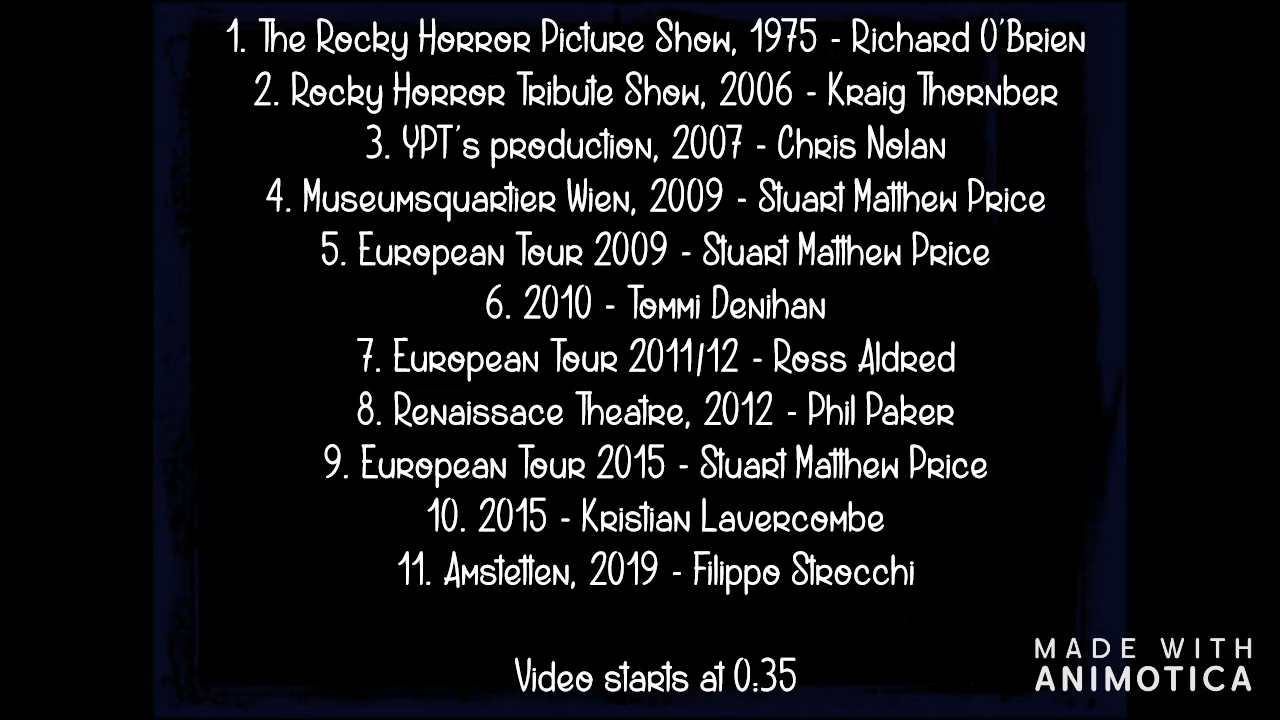 1. The Rocky Horror Picture Show, 1975 - Richard O'Brien
2. Rocky Horror Tribute Show, 2006 - Kraig Thornber
3. YPT's production, 2007 - Chris Nolan
4. Museumsquartier Wien, 2009 - Stuart Matthew Price
5. European Tour 2009 - Stuart Matthew Price
6. 2010 - Tommi Denihan
7. European Tour 2011/12 - Ross Aldred
8. Renaissace Theatre, 2012 - Phil Paker
9. European Tour 2015 - Stuart Matthew Price
10. 2015 - Kristian Lavercombe
11. Amstetten, 2019 - Filippo Strocchi
Video starts at 0:35
MADE WITH
ANIMOTICA